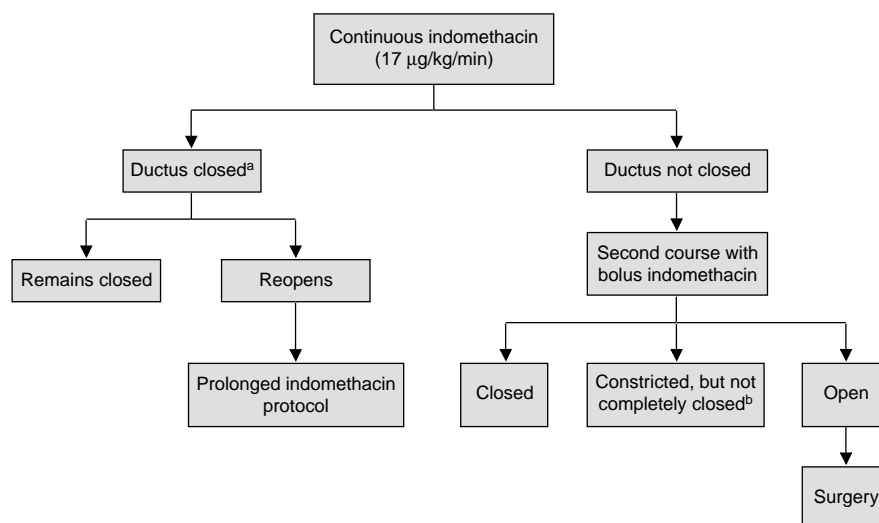 Continuous indomethacin
(17 μg/kg/min)
Ductus closedᵃ
Ductus not closed
Remains closed
Reopens
Second course with
bolus indomethacin
Prolonged indomethacin
protocol
Closed
Constricted, but not
completely closedᵇ
Open
Surgery